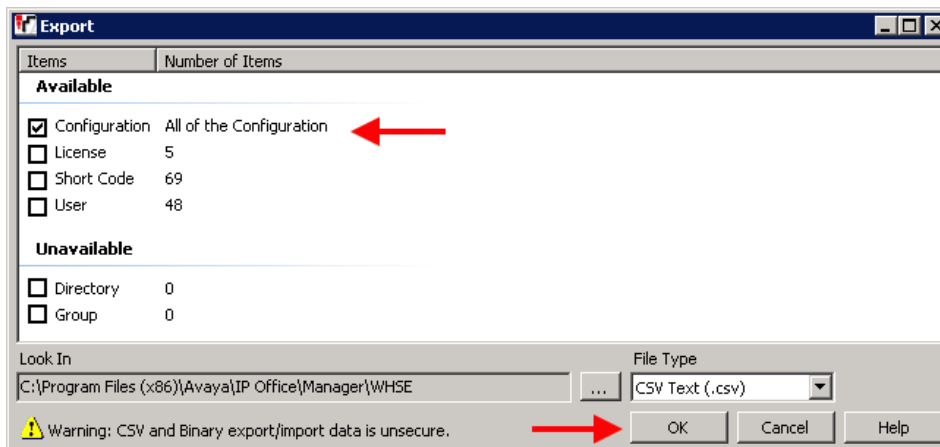 Export
Items Number of Items
Available
Configuration All of the Configuration
License 5
Short Code 69
User 48
Unavailable
Directory 0
Group 0
Look In File Type
C:\Program Files (x86)\Avaya\IP Office\Manager\WHSE ... CSV Text (.csv)
Warning: CSV and Binary export/import data is unsecure. OK Cancel Help